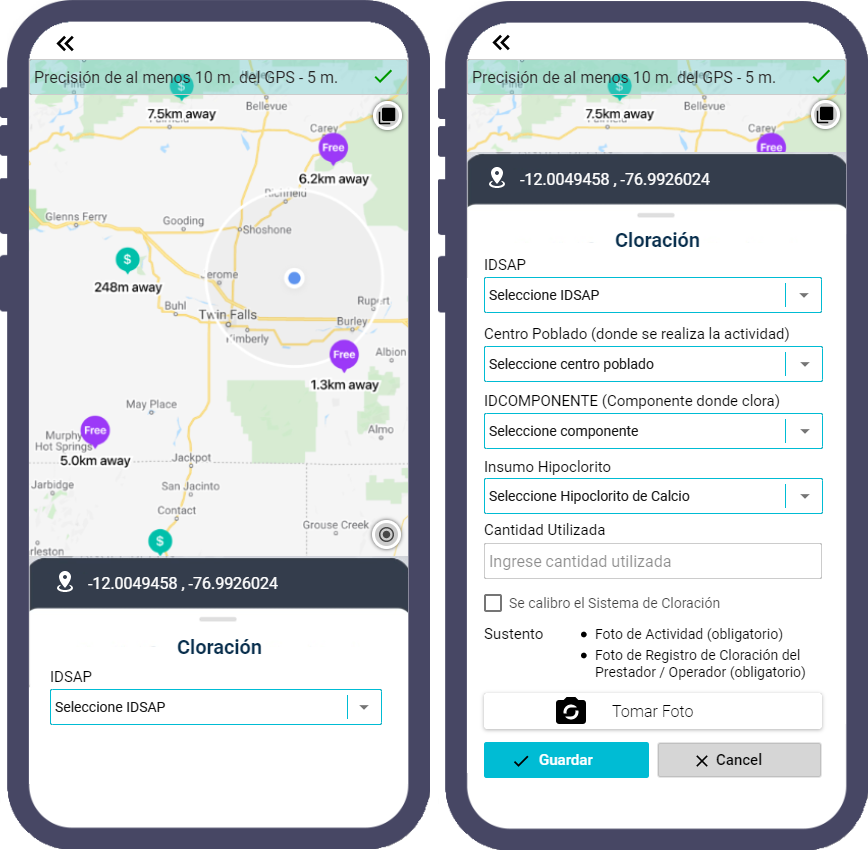 Precisión de al menos 10 m. del GPS - 5 m.
$
7.5km away
Bellevue
Carey
Free
6.2km away
Richfield
Glenns Ferry
Gooding
Shoshone
$
248m away
erome
Buhl
Twin Falls
Rupert
Burley
Kimberly
Free
Albion
1.3km away
May Place
Almo
Free
Murphy
Hot Springs
5.0km away
Jackpot
Jarbidge
San Jacinto
Contact
Grouse Creek
$
rleston
-12.0049458 , -76.9926024
Cloración
IDSAP
Seleccione IDSAP
Precisión de al menos 10 m. del GPS - 5 m.
$
7.5km away
Bellevue
Carey
Free
-12.0049458 , -76.9926024
Cloración
IDSAP
Seleccione IDSAP
Centro Poblado (donde se realiza la actividad)
Seleccione centro poblado
IDCOMPONENTE (Componente donde clora)
Seleccione componente
Insumo Hipoclorito
Seleccione Hipoclorito de Calcio
Cantidad Utilizada
Ingrese cantidad utilizada
Se calibro el Sistema de Cloración
Sustento
• Foto de Actividad (obligatorio)
• Foto de Registro de Cloración del
Prestador / Operador (obligatorio)
Tomar Foto
Guardar
Cancel